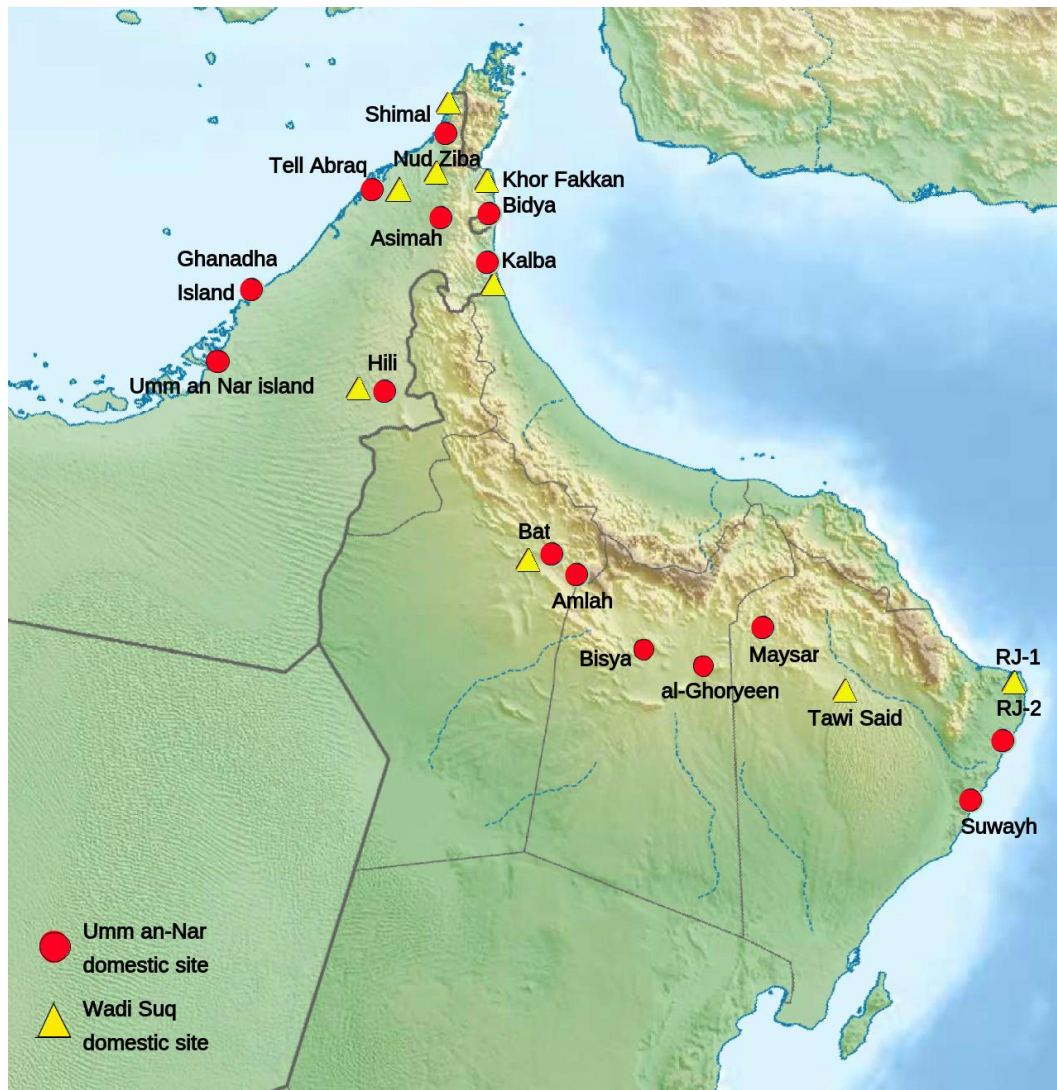 Shimal
Nud Ziba
Tell Abraq
Khor Fakkan
Bidya
Asimah
Ghanadha
Island
Kalba
Hili
Umm an Nar island
Bat
Amlah
Bisya
Maysar
al-Ghoryeen
Tawi Said
RJ-1
RJ-2
Suwayh
Umm an-Nar
domestic site
Wadi Suq
domestic site